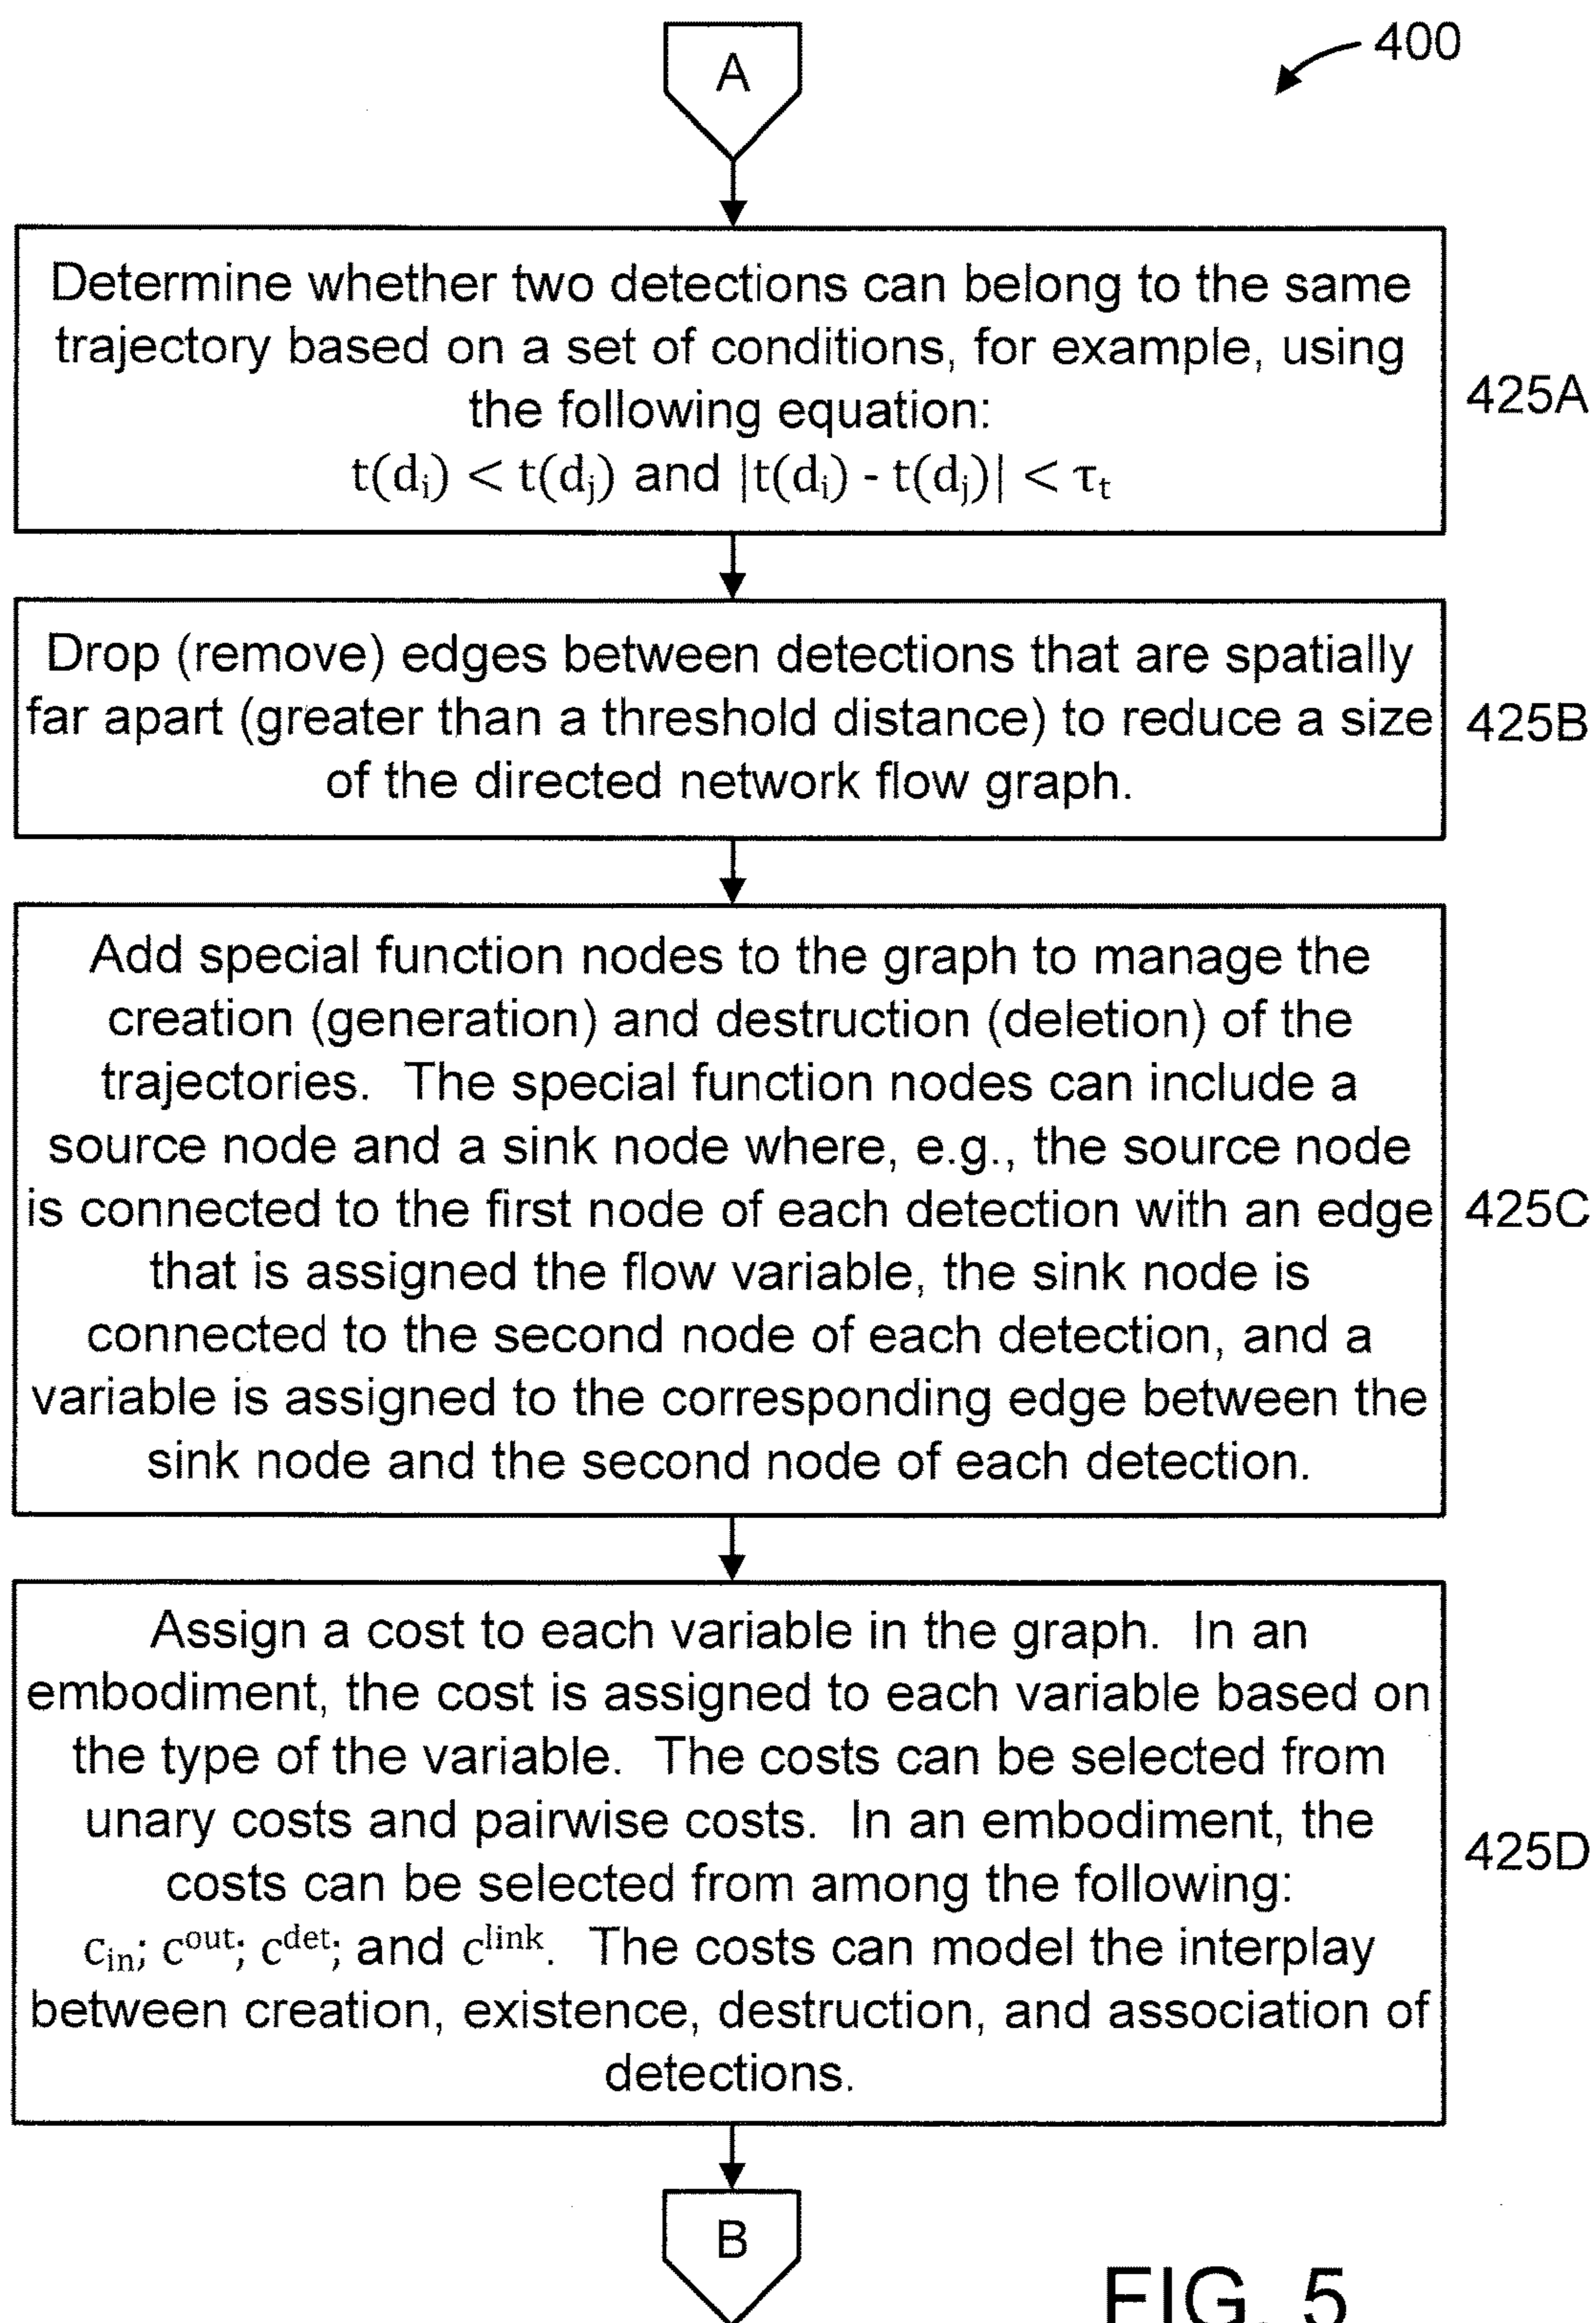 A
400
Determine whether two detections can belong to the same
trajectory based on a set of conditions, for example, using
the following equation:
t(dᵢ) < t(dⱼ) and |t(dᵢ) - t(dⱼ)| < τₜ
425A
Drop (remove) edges between detections that are spatially
far apart (greater than a threshold distance) to reduce a size
of the directed network flow graph.
425B
Add special function nodes to the graph to manage the
creation (generation) and destruction (deletion) of the
trajectories. The special function nodes can include a
source node and a sink node where, e.g., the source node
is connected to the first node of each detection with an edge
that is assigned the flow variable, the sink node is
connected to the second node of each detection, and a
variable is assigned to the corresponding edge between the
sink node and the second node of each detection.
425C
Assign a cost to each variable in the graph. In an
embodiment, the cost is assigned to each variable based on
the type of the variable. The costs can be selected from
unary costs and pairwise costs. In an embodiment, the
costs can be selected from among the following:
cᵢₙ; cᵒᵘᵗ; cᵈᵉᵗ; and cˡⁱⁿᵏ. The costs can model the interplay
between creation, existence, destruction, and association of
detections.
425D
B
FIG. 5